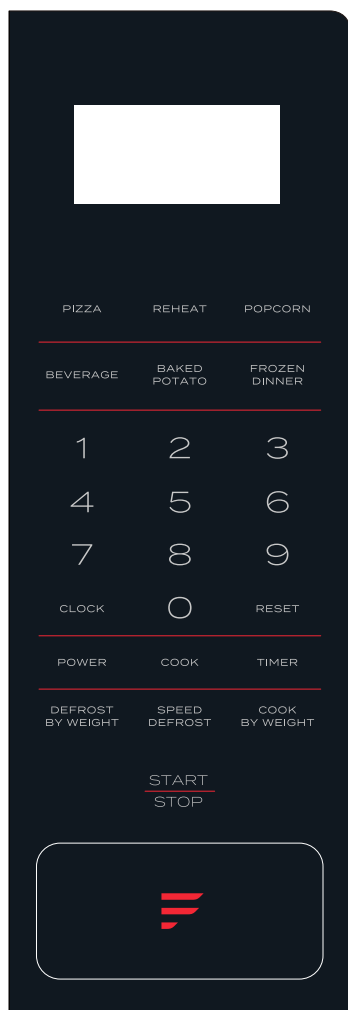 PIZZA REHEAT POPCORN
BEVERAGE BAKED POTATO FROZEN DINNER
1 2 3
4 5 6
7 8 9
CLOCK 0 RESET
POWER COOK TIMER
DEFROST BY WEIGHT SPEED DEFROST COOK BY WEIGHT
START
STOP